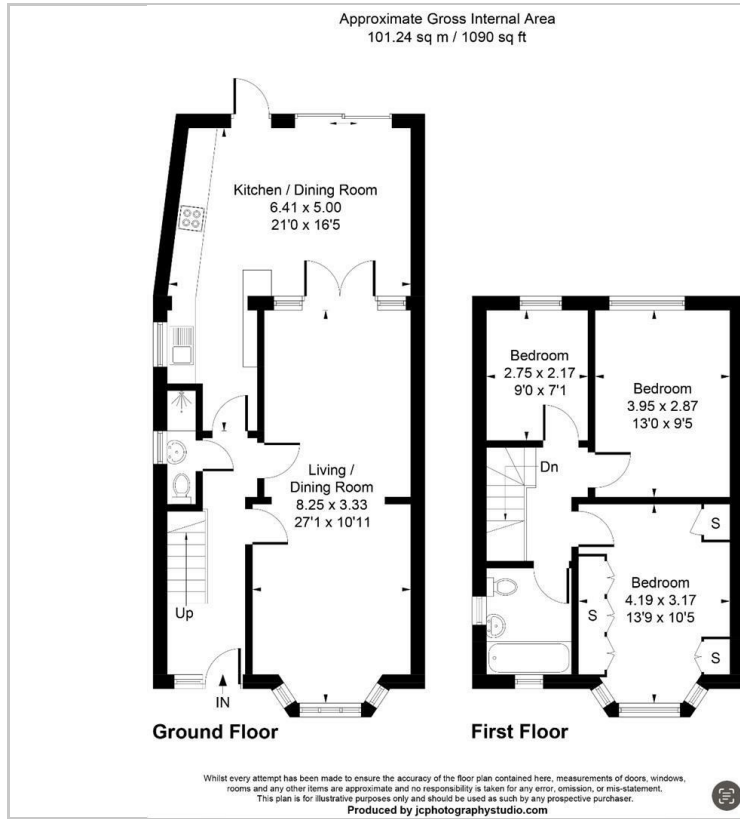 Approximate Gross Internal Area
101.24 sq m / 1090 sq ft
Kitchen / Dining Room
6.41 x 5.00
21'0 x 16'5
Living /
Dining Room
8.25 x 3.33
27'1 x 10'11
Up
IN
Ground Floor
Bedroom
2.75 x 2.17
9'0 x 7'1
Bedroom
3.95 x 2.87
13'0 x 9'5
Dn
S
Bedroom
4.19 x 3.17
13'9 x 10'5
S
S
First Floor
Whilst every attempt has been made to ensure the accuracy of the floor plan contained here, measurements of doors, windows,
rooms and any other items are approximate and no responsibility is taken for any error, omission, or mis-statement.
This plan is for illustrative purposes only and should be used as such by any prospective purchaser.
Produced by jcphotographystudio.com